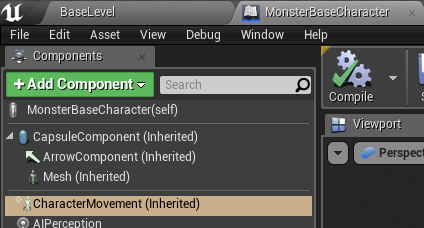 BaseLevel
MonsterBaseCharacter
File Edit Asset View Debug Window Help
Components
+ Add Component
Search
Compile
MonsterBaseCharacter(self)
Viewport
CapsuleComponent (Inherited)
ArrowComponent (Inherited)
Perspect
Mesh (Inherited)
CharacterMovement (Inherited)
AIPerception